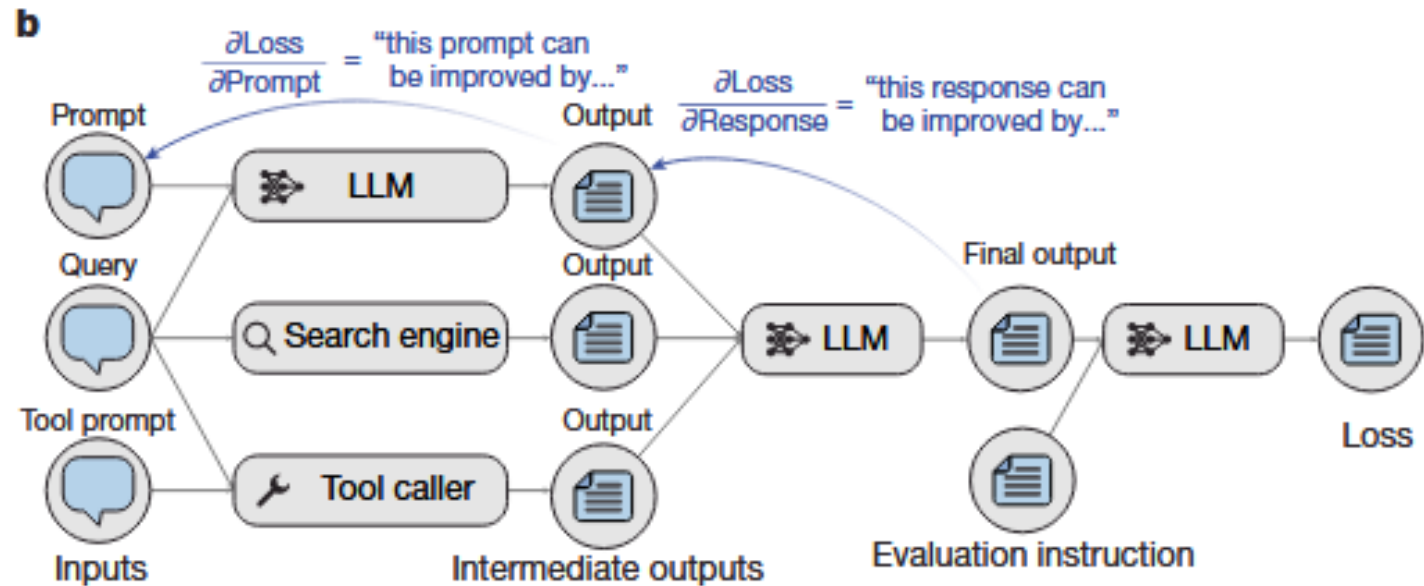 b
∂Loss/∂Prompt = "this prompt can
be improved by..."
∂Loss/∂Response = "this response can
be improved by..."
Prompt
Output
LLM
Query
Output
Final output
Search engine
LLM
LLM
Tool prompt
Output
Loss
Tool caller
Inputs
Intermediate outputs
Evaluation instruction